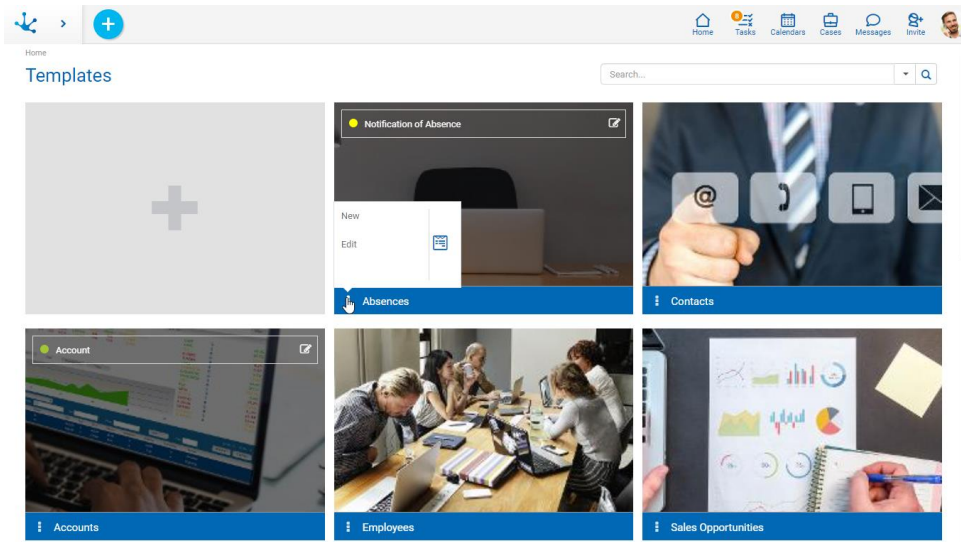 8
Home
Tasks
Calendars
Cases
Messages
Invite
Home
Templates
Search...
Notification of Absence
@
New
Edit
Absences
Contacts
Account
Accounts
Employees
Sales Opportunities